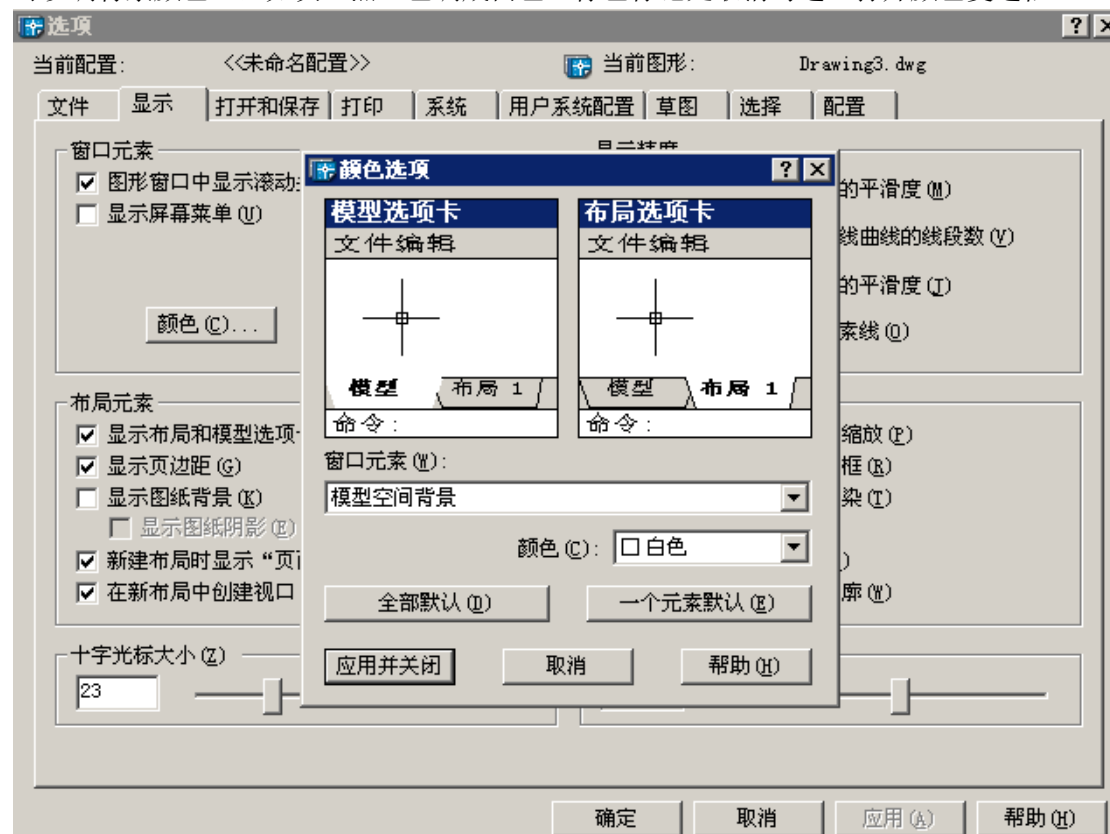 选项
当前配置: <<未命名配置>> 当前图形: Drawing3.dwg
文件 显示 打开和保存 打印 系统 用户系统配置 草图 选择 配置
窗口元素
图形窗口中显示滚动
显示屏幕菜单(U)
颜色(C)...
显示精度
的平滑度(M)
线曲线的线段数(V)
的平滑度(J)
索线(O)
颜色选项
模型选项卡 布局选项卡
文件编辑 文件编辑
模型 布局 1 模型 布局 1
命令: 命令:
窗口元素(W):
模型空间背景
颜色(C): 白色
全部默认(D) 一个元素默认(E)
应用并关闭 取消 帮助(H)
布局元素
显示布局和模型选项
显示页边距(G)
显示图纸背景(K)
显示图纸阴影(E)
新建布局时显示“页
在新布局中创建视口
缩放(P)
框(R)
染(T)
)
廓(W)
十字光标大小(Z)
23
确定 取消 应用(A) 帮助(H)